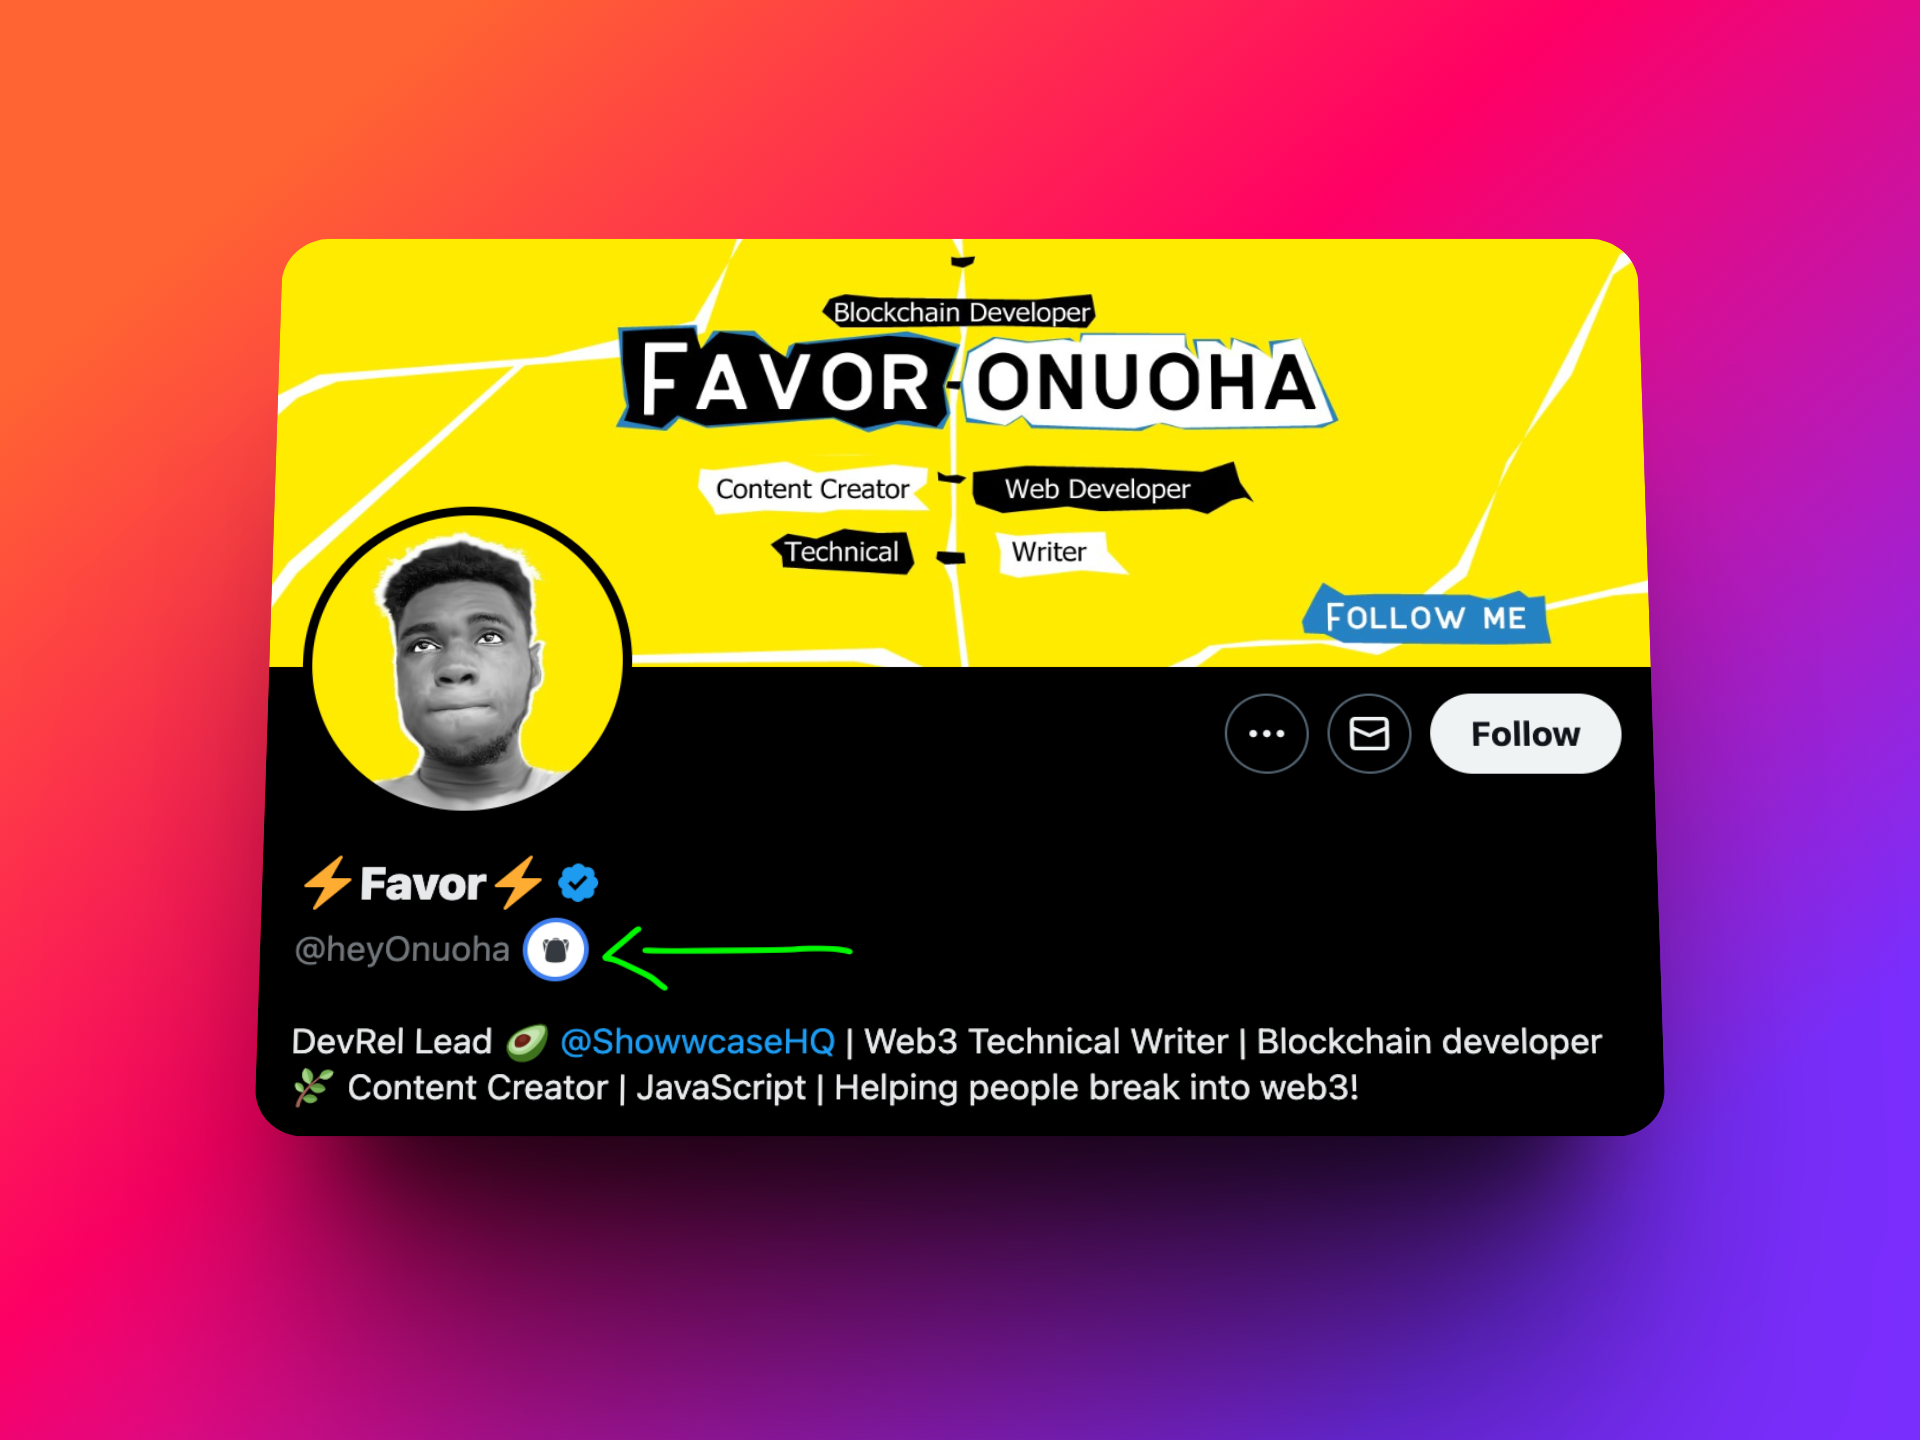 Blockchain Developer
FAVOR-ONUOHA
Content Creator - Web Developer
Technical - Writer
FOLLOW ME
Follow
⚡Favor⚡
@heyOnuoha
DevRel Lead 🥑 @ShowwcaseHQ | Web3 Technical Writer | Blockchain developer
🌿 Content Creator | JavaScript | Helping people break into web3!